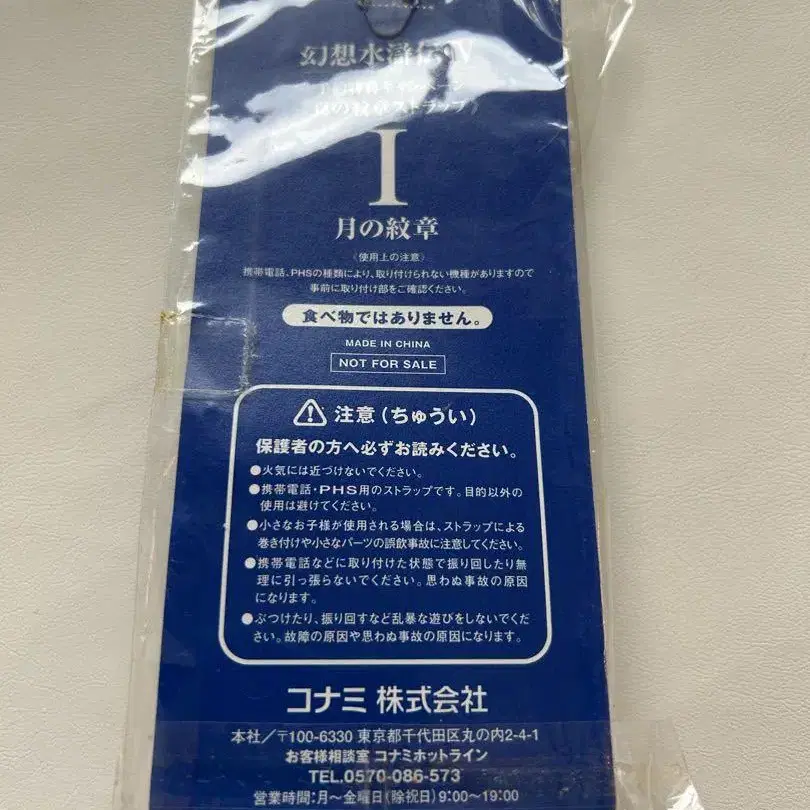 幻想水滸伝IV
予約特典キャンペーン
の紋章ストラップ》
I
月の紋章
〈使用上の注意〉
携帯電話、PHSの種類により、取り付けられない機種がありますので
事前に取り付け部をご確認ください。
食べ物ではありません。
MADE IN CHINA
NOT FOR SALE
注意(ちゅうい)
保護者の方へ必ずお読みください。
●火気には近づけないでください。
●携帯電話・PHS用のストラップです。目的以外の
使用は避けてください。
●小さなお子様が使用される場合は、ストラップによる
巻き付けや小さなパーツの誤飲事故に注意してください。
●携帯電話などに取り付けた状態で振り回したり無
理に引っ張らないでください。思わぬ事故の原因
になります。
●ぶつけたり、振り回すなど乱暴な遊びをしないでくだ
さい。故障の原因や思わぬ事故の原因になります。
コナミ 株式会社
本社/〒100-6330 東京都千代田区丸の内2-4-1
お客様相談室 コナミホットライン
TEL.0570-086-573
営業時間:月〜金曜日(除祝日)9:00〜19:00